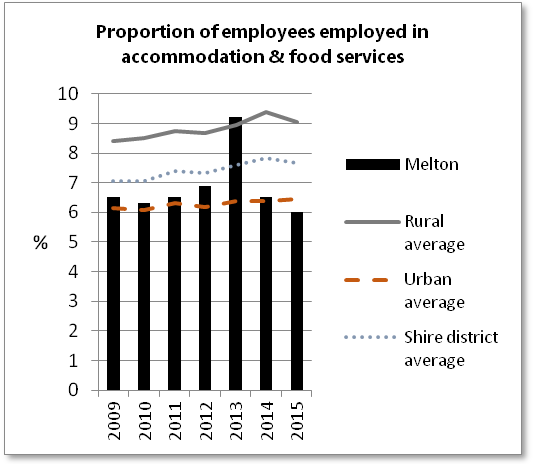 Proportion of employees employed in
accommodation & food services
10
9
8
7
6
5
4
3
2
1
0
%
2009
2010
2011
2012
2013
2014
2015
Melton
Rural
average
Urban
average
Shire district
average